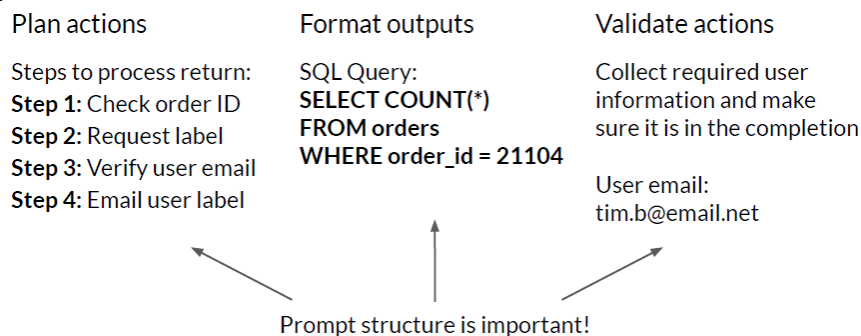 Plan actions
Steps to process return:
Step 1: Check order ID
Step 2: Request label
Step 3: Verify user email
Step 4: Email user label
Format outputs
SQL Query:
SELECT COUNT(*)
FROM orders
WHERE order_id = 21104
Validate actions
Collect required user
information and make
sure it is in the completion
User email:
tim.b@email.net
Prompt structure is important!